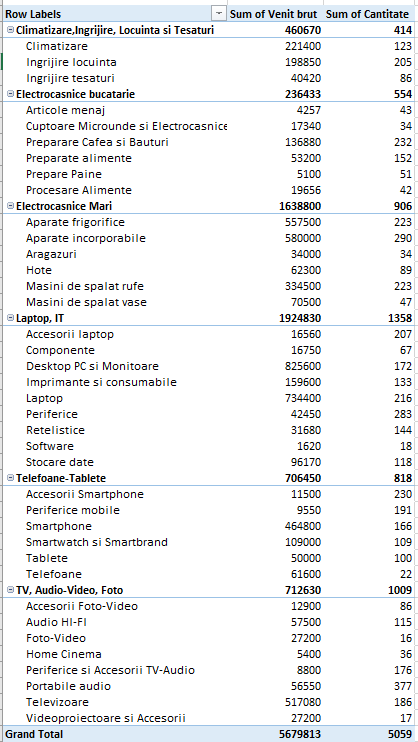 Row Labels Sum of Venit brut Sum of Cantitate
Climatizare,Ingrijire, Locuinta si Tesaturi 460670 414
Climatizare 221400 123
Ingrijire locuinta 198850 205
Ingrijire tesaturi 40420 86
Electrocasnice bucatarie 236433 554
Articole menaj 4257 43
Cuptoare Microunde si Electrocasnice 17340 34
Preparare Cafea si Bauturi 136880 232
Preparate alimente 53200 152
Prepare Paine 5100 51
Procesare Alimente 19656 42
Electrocasnice Mari 1638800 906
Aparate frigorifice 557500 223
Aparate incorporabile 580000 290
Aragazuri 34000 34
Hote 62300 89
Masini de spalat rufe 334500 223
Masini de spalat vase 70500 47
Laptop, IT 1924830 1358
Accesorii laptop 16560 207
Componente 16750 67
Desktop PC si Monitoare 825600 172
Imprimante si consumabile 159600 133
Laptop 734400 216
Periferice 42450 283
Retelistice 31680 144
Software 1620 18
Stocare date 96170 118
Telefoane-Tablete 706450 818
Accesorii Smartphone 11500 230
Periferice mobile 9550 191
Smartphone 464800 166
Smartwatch si Smartbrand 109000 109
Tablete 50000 100
Telefoane 61600 22
TV, Audio-Video, Foto 712630 1009
Accesorii Foto-Video 12900 86
Audio HI-FI 57500 115
Foto-Video 27200 16
Home Cinema 5400 36
Periferice si Accesorii TV-Audio 8800 176
Portabile audio 56550 377
Televizoare 517080 186
Videoproiectoare si Accesorii 27200 17
Grand Total 5679813 5059